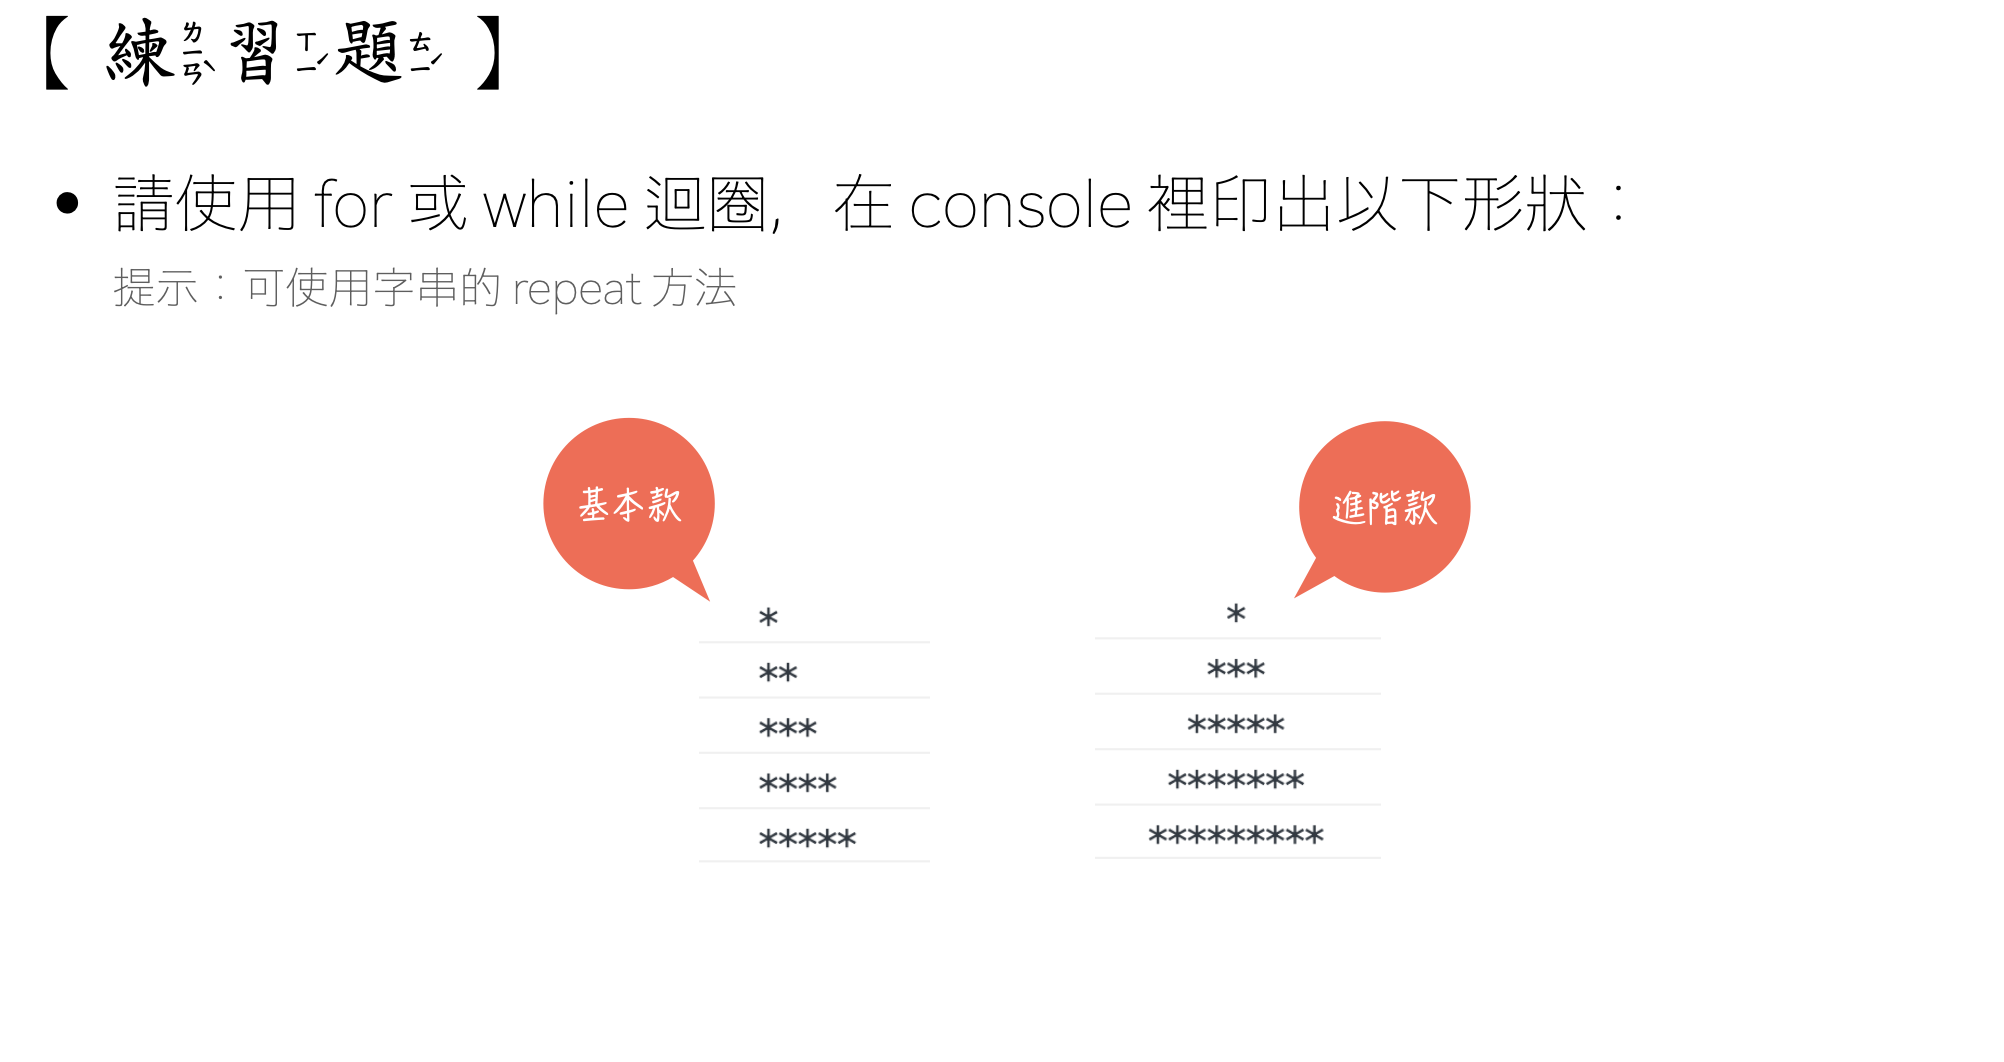 【 練ㄌㄧㄢˋ習ㄒㄧˊ題ㄊㄧˊ 】
• 請使用 for 或 while 迴圈，在 console 裡印出以下形狀：
提示：可使用字串的 repeat 方法
基本款
*
**
***
****
*****
進階款
*
***
*****
*******
*********